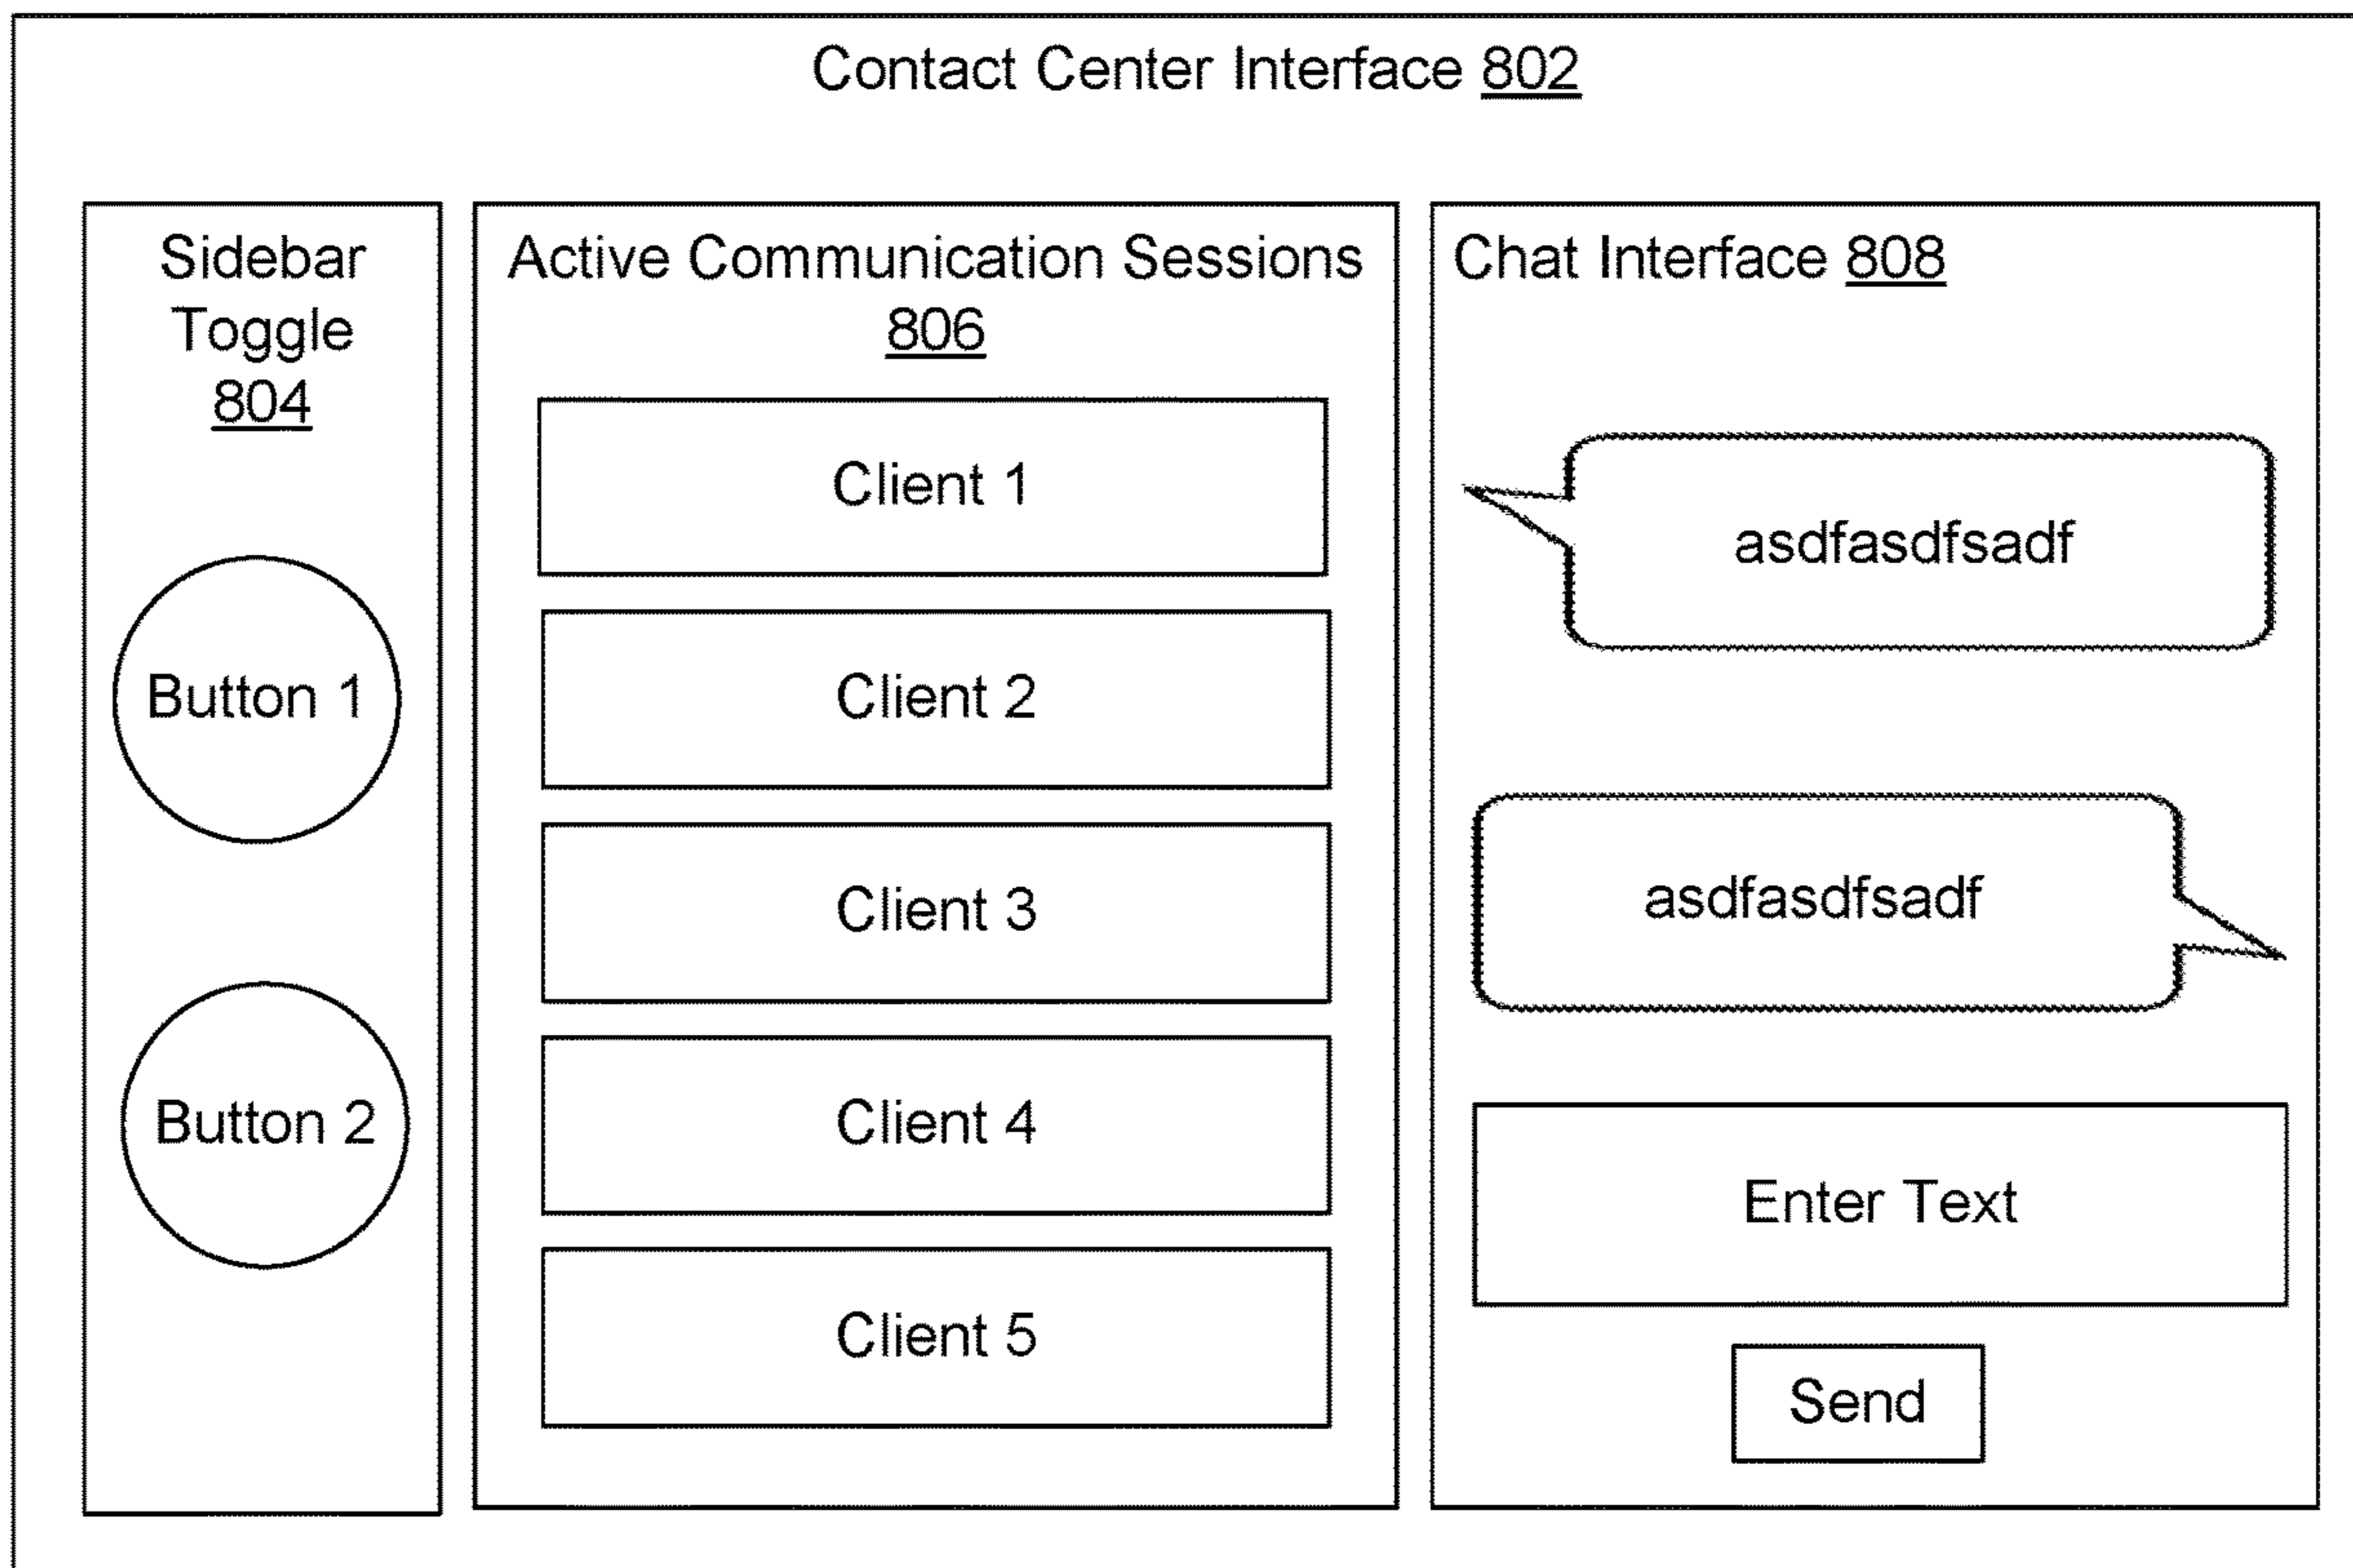 Contact Center Interface 802
Sidebar
Toggle
804
Button 1
Button 2
Active Communication Sessions
806
Client 1
Client 2
Client 3
Client 4
Client 5
Chat Interface 808
asdfasdfsadf
asdfasdfsadf
Enter Text
Send